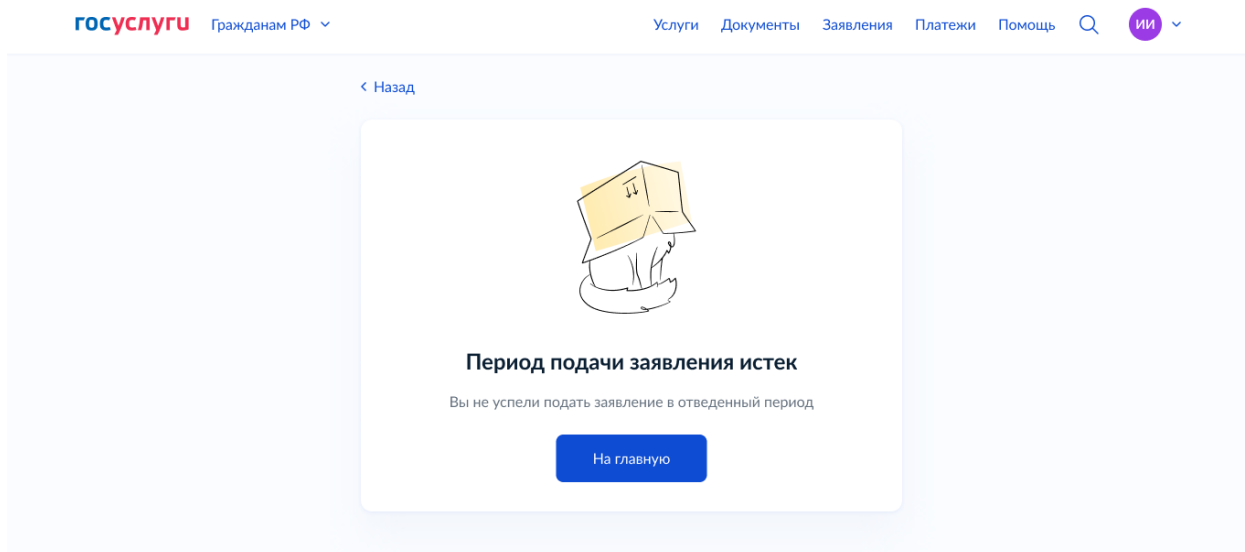 госуслуги Гражданам РФ Услуги Документы Заявления Платежи Помощь ИИ
Назад
Период подачи заявления истек
Вы не успели подать заявление в отведенный период
На главную